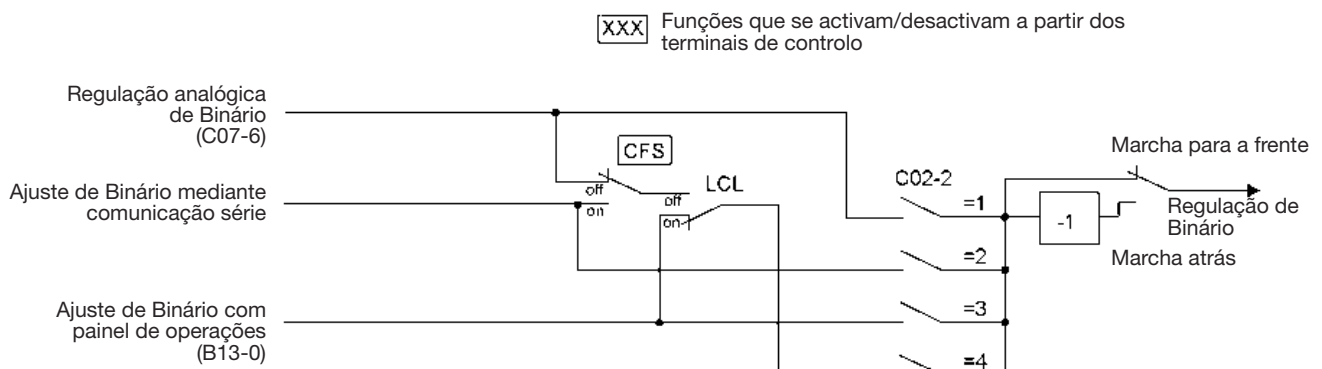 XXX Funções que se activam/desactivam a partir dos
terminais de controlo
Regulação analógica
de Binário
(C07-6)
CFS
Marcha para a frente
Ajuste de Binário mediante
comunicação série
off
on
off
on
LCL
C02-2
=1
-1
Regulação de
Binário
=2
Marcha atrás
Ajuste de Binário com
painel de operações
(B13-0)
=3
=4